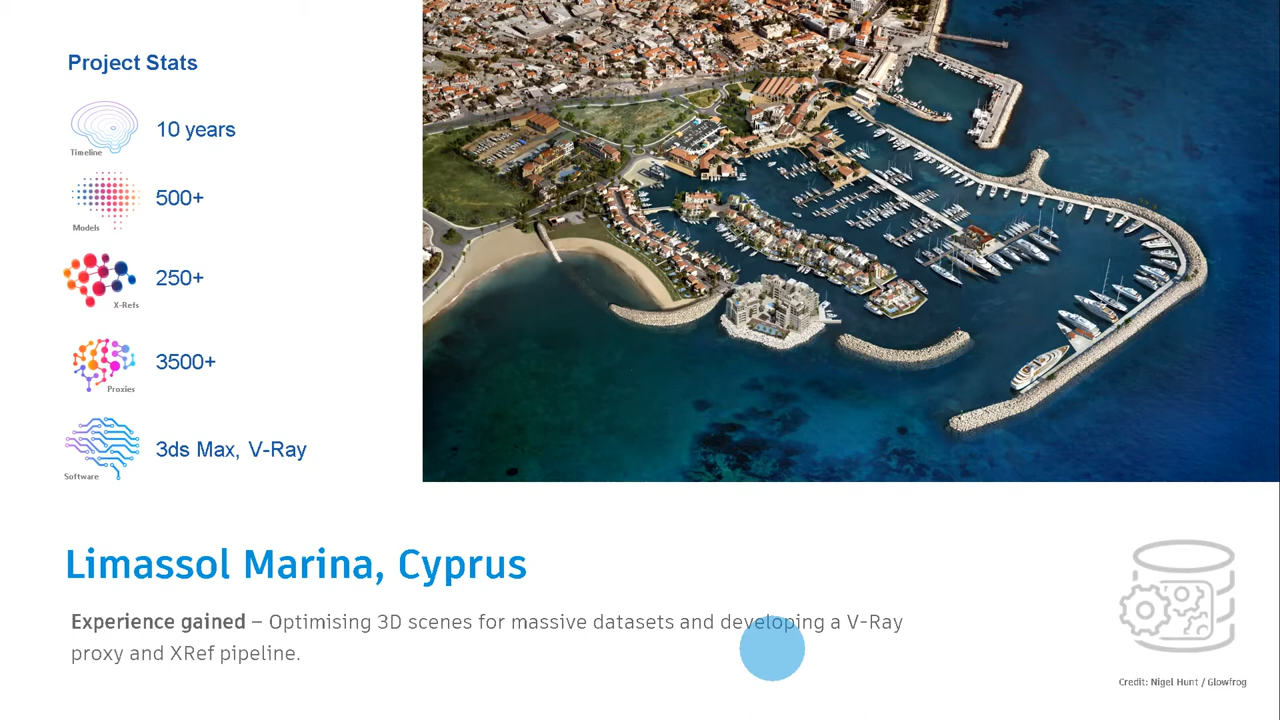 Project Stats
Timeline
10 years
Models
500+
X-Refs
250+
Proxies
3500+
Software
3ds Max, V-Ray
Limassol Marina, Cyprus
Experience gained – Optimising 3D scenes for massive datasets and developing a V-Ray
proxy and XRef pipeline.
Credit: Nigel Hunt / Glowfrog